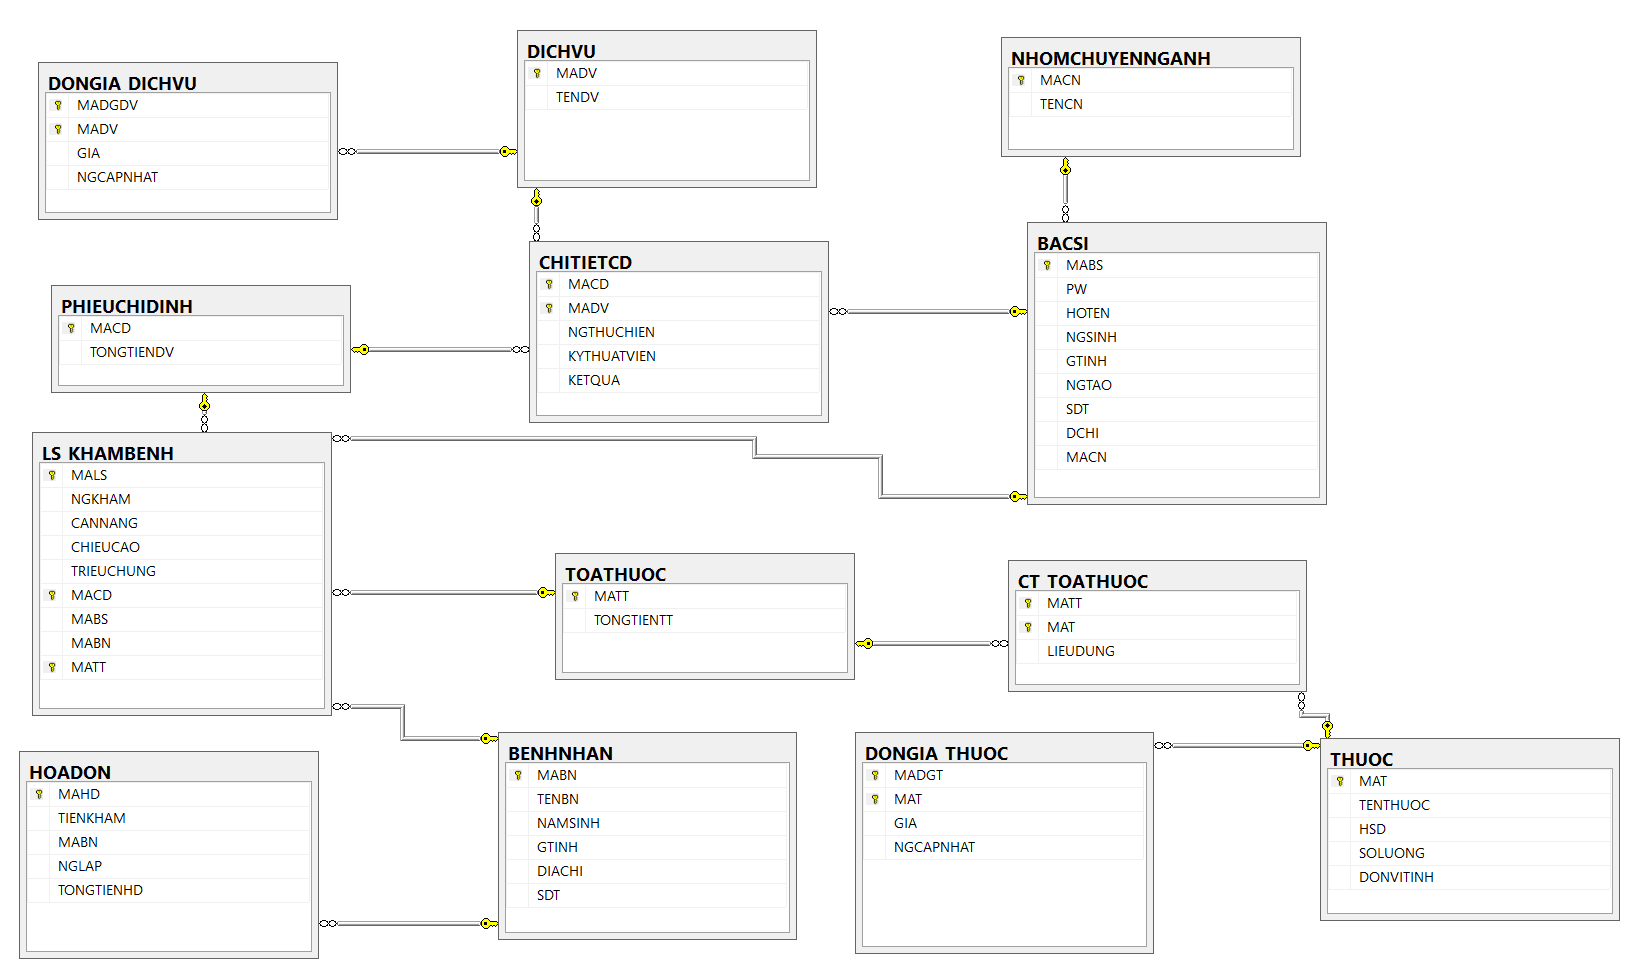 DICHVU
MADV
TENDV
NHOMCHUYENNGANH
MACN
TENCN
DONGIA_DICHVU
MADGDV
MADV
GIA
NGCAPNHAT
BACSI
MABS
PW
HOTEN
NGSINH
GTINH
NGTAO
SDT
DCHI
MACN
CHITIETCD
MACD
MADV
NGTHUCHIEN
KYTHUATVIEN
KETQUA
PHIEUCHIDINH
MACD
TONGTIENDV
LS_KHAMBENH
MALS
NGKHAM
CANNANG
CHIEUCAO
TRIEUCHUNG
MACD
MABS
MABN
MATT
TOATHUOC
MATT
TONGTIENTT
CT_TOATHUOC
MATT
MAT
LIEUDUNG
HOADON
MAHD
TIENKHAM
MABN
NGLAP
TONGTIENHD
BENHNHAN
MABN
TENBN
NAMSINH
GTINH
DIACHI
SDT
DONGIA_THUOC
MADGT
MAT
GIA
NGCAPNHAT
THUOC
MAT
TENTHUOC
HSD
SOLUONG
DONVITINH